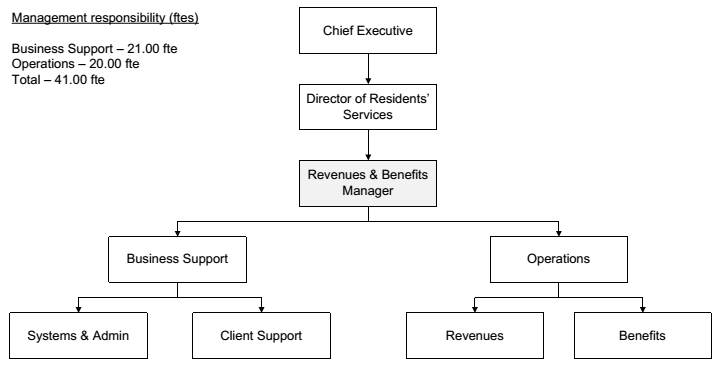 Management responsibility (ftes)
Business Support – 21.00 fte
Operations – 20.00 fte
Total – 41.00 fte
Chief Executive
Director of Residents'
Services
Revenues & Benefits
Manager
Business Support
Operations
Systems & Admin
Client Support
Revenues
Benefits